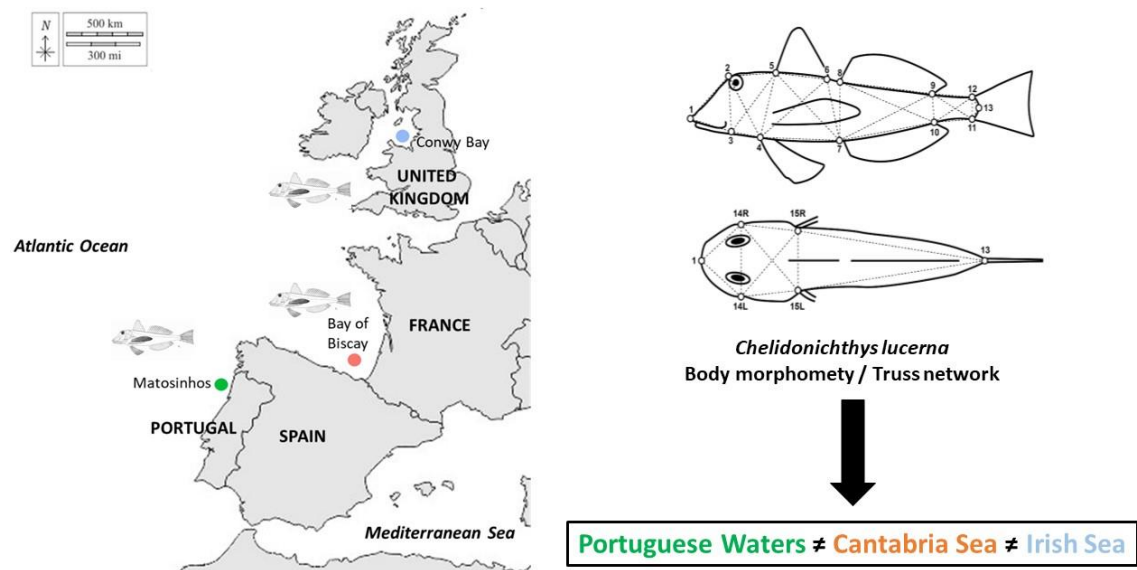 N
500 km
300 mi
Conwy Bay
UNITED
KINGDOM
Atlantic Ocean
Bay of
Biscay
FRANCE
Matosinhos
PORTUGAL
SPAIN
Mediterranean Sea
1
2
3
4
5
6
7
8
9
10
11
12
13
14R
15R
1
13
14L
15L
Chelidonichthys lucerna
Body morphomety / Truss network
Portuguese Waters ≠ Cantabria Sea ≠ Irish Sea